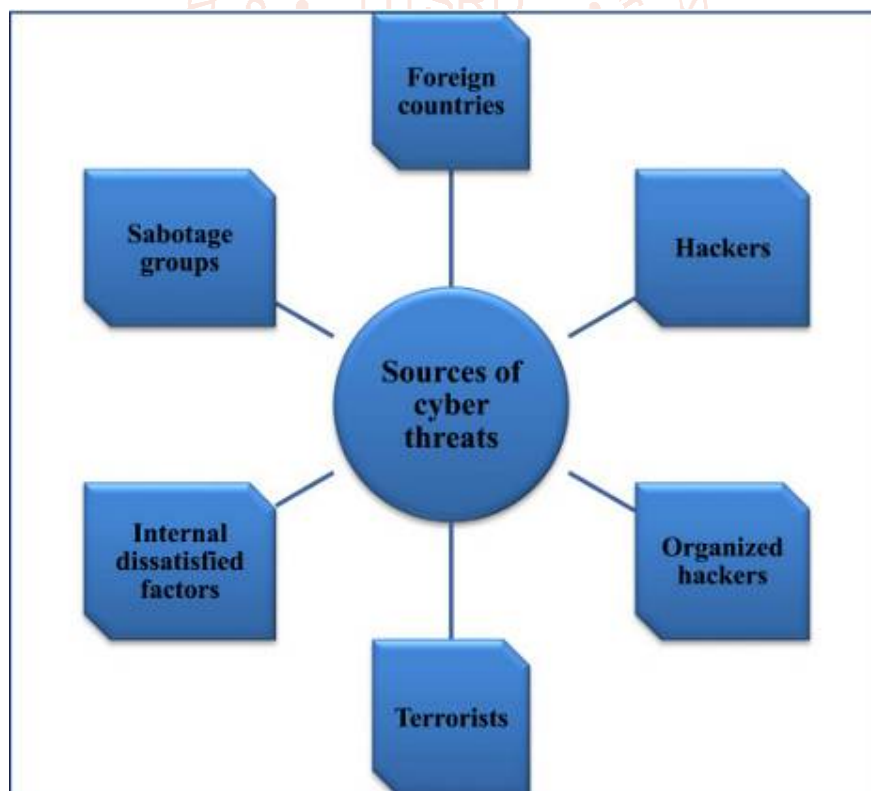 Foreign
countries
Hackers
Organized
hackers
Terrorists
Internal
dissatisfied
factors
Sabotage
groups
Sources of
cyber
threats